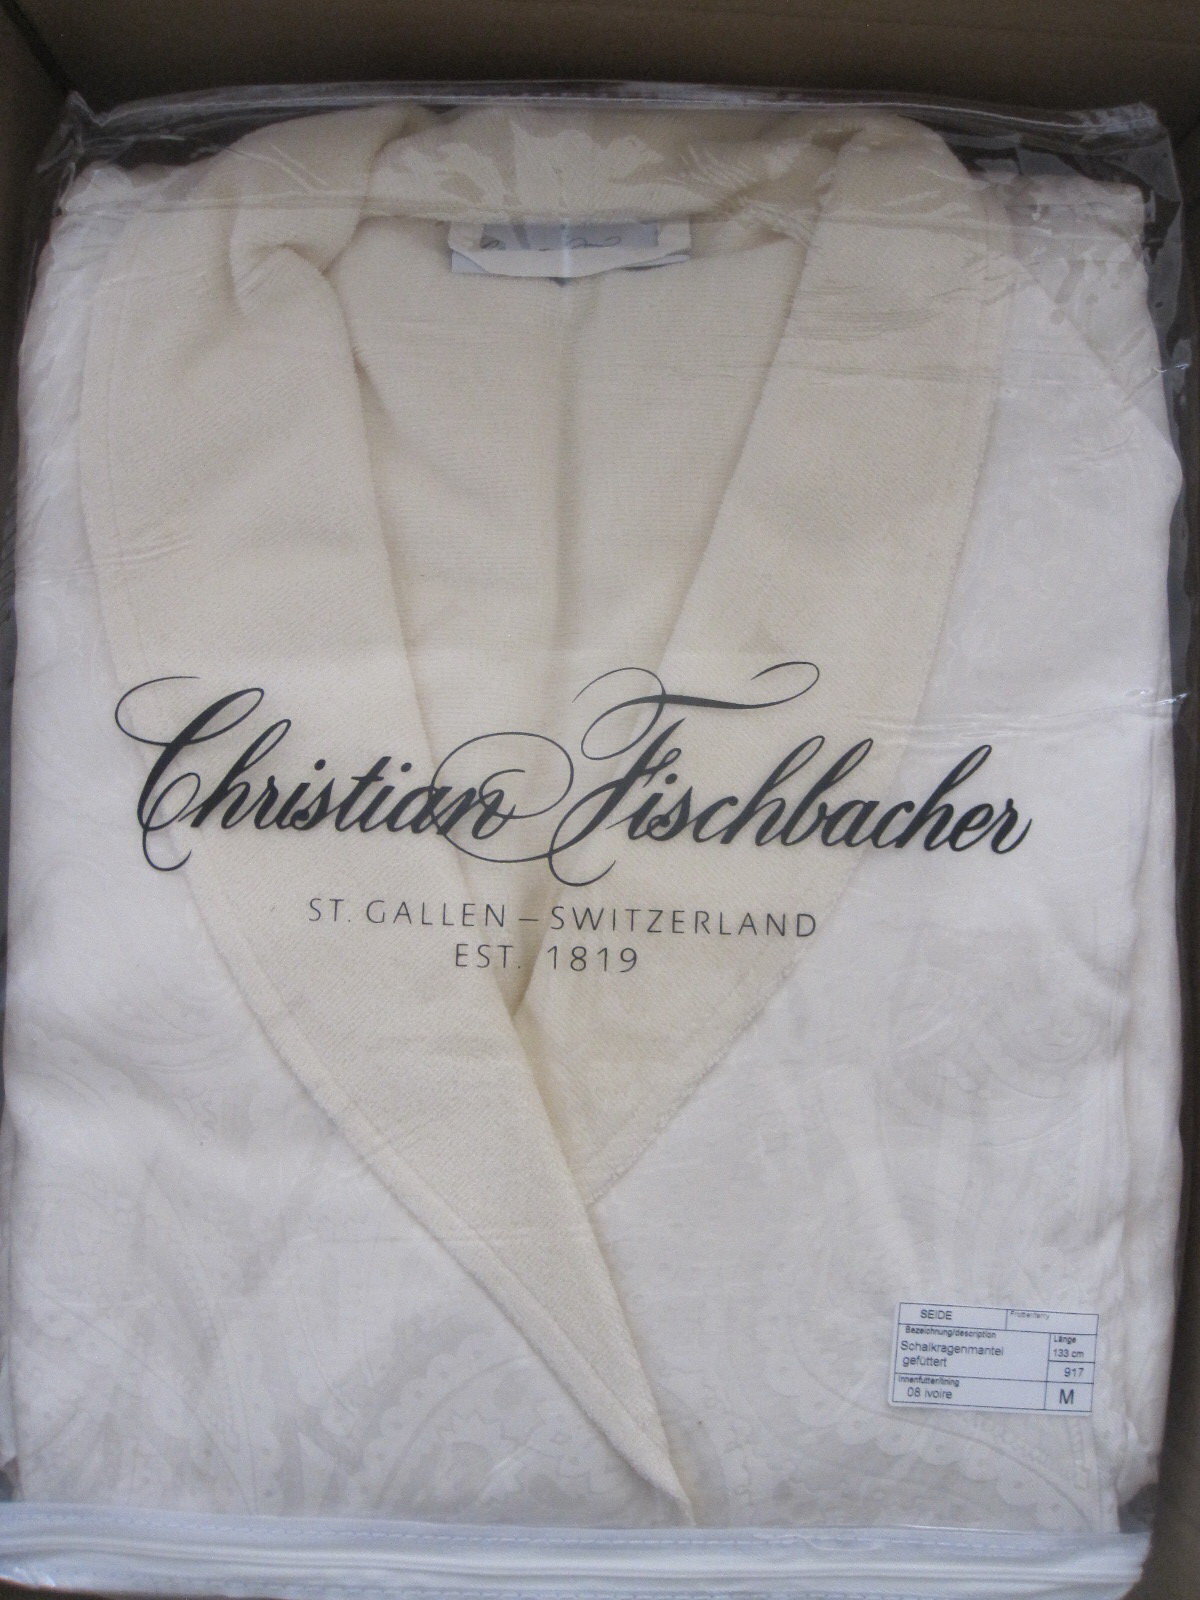 Christian Fischbacher
ST. GALLEN – SWITZERLAND
EST. 1819
SEIDE
Bezeichnung/description
Länge
Schalkragenmantel
133 cm
gefüttert
917
Innenfutter/lining
08 ivoire
M